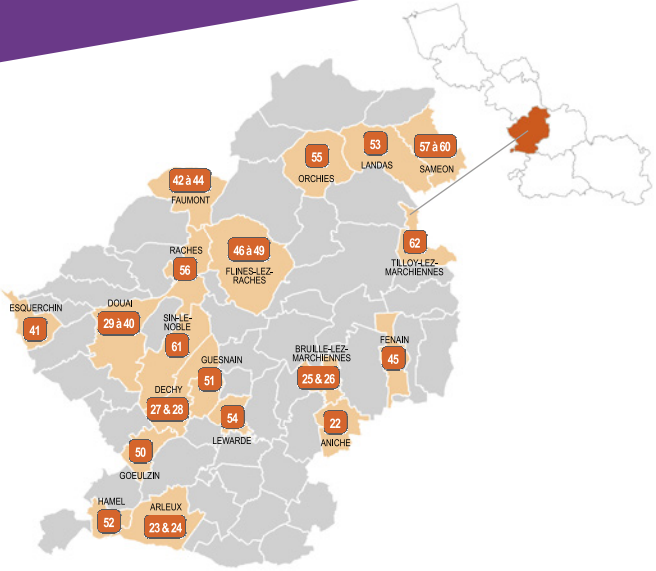 53
57 à 60
55
LANDAS
SAMEON
ORCHIES
42 à 44
FAUMONT
62
RACHES
46 à 49
TILLOY-LEZ-
MARCHIENNES
56
FLINES-LEZ-
RACHES
ESQUERCHIN
41
DOUAI
29 à 40
SIN-LE-
NOBLE
61
FENAIN
45
BRUILLE-LEZ-
MARCHIENNES
25 & 26
GUESNAIN
51
DECHY
27 & 28
54
LEWARDE
22
ANICHE
50
GOEULZIN
HAMEL
52
ARLEUX
23 & 24